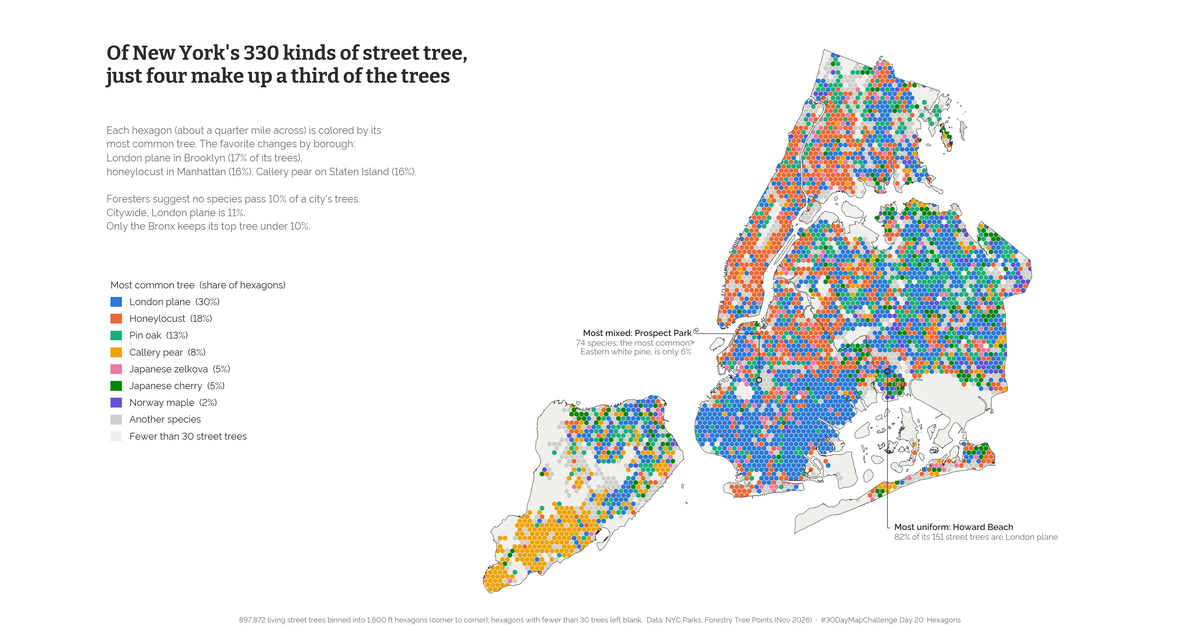 Of New York's 330 kinds of street tree,
just four make up a third of the trees
Each hexagon (about a quarter mile across) is colored by its
most common tree. The favorite changes by borough:
London plane in Brooklyn (17% of its trees),
honeylocust in Manhattan (16%), Callery pear on Staten Island (16%).
Foresters suggest no species pass 10% of a city's trees.
Citywide, London plane is 11%.
Only the Bronx keeps its top tree under 10%.
Most common tree (share of hexagons)
London plane (30%)
Honeylocust (18%)
Pin oak (13%)
Callery pear (8%)
Japanese zelkova (5%)
Japanese cherry (5%)
Norway maple (2%)
Another species
Fewer than 30 street trees
Most mixed: Prospect Park
74 species; the most common,
Eastern white pine, is only 6%
Most uniform: Howard Beach
82% of its 151 street trees are London plane
897,872 living street trees binned into 1,600 ft hexagons (corner to corner); hexagons with fewer than 30 trees left blank. Data: NYC Parks, Forestry Tree Points (Nov 2026) · #30DayMapChallenge Day 20: Hexagons